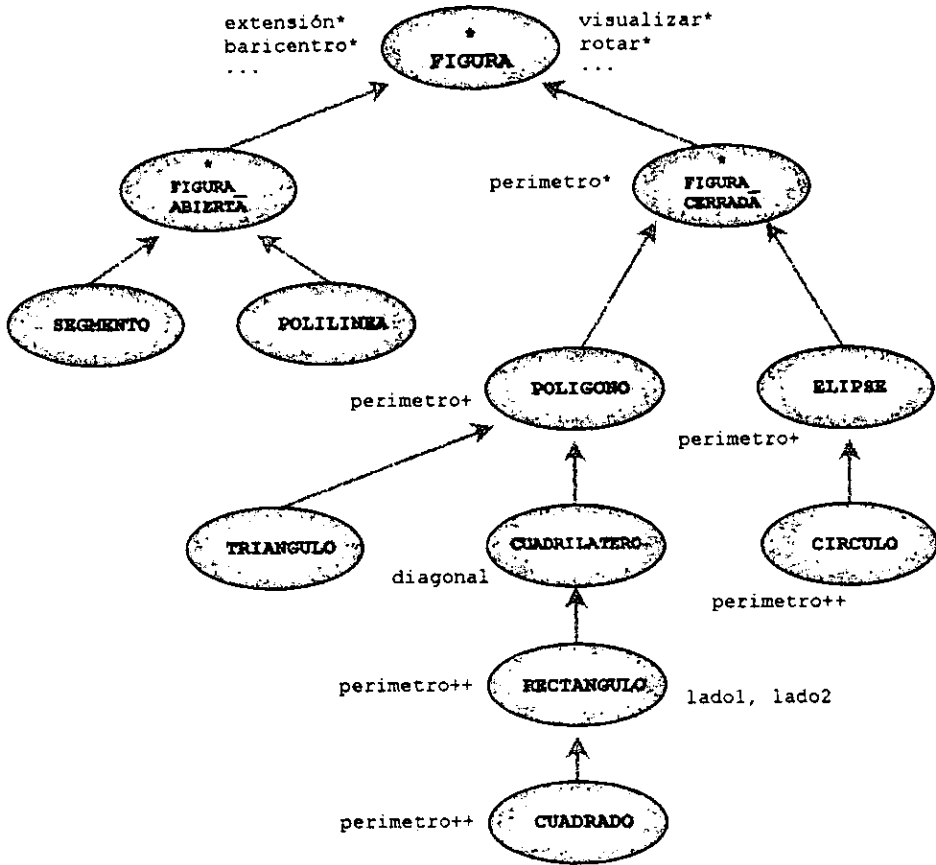 extensión*
baricentro*
...
*
FIGURA
visualizar*
rotar*
...
*
FIGURA_
ABIERTA
perimetro*
*
FIGURA_
CERRADA
SEGMENTO
POLILINEA
perimetro+
POLIGONO
ELIPSE
perimetro+
TRIANGULO
CUADRILATERO
diagonal
CIRCULO
perimetro++
perimetro++
RECTANGULO
lado1, lado2
perimetro++
CUADRADO